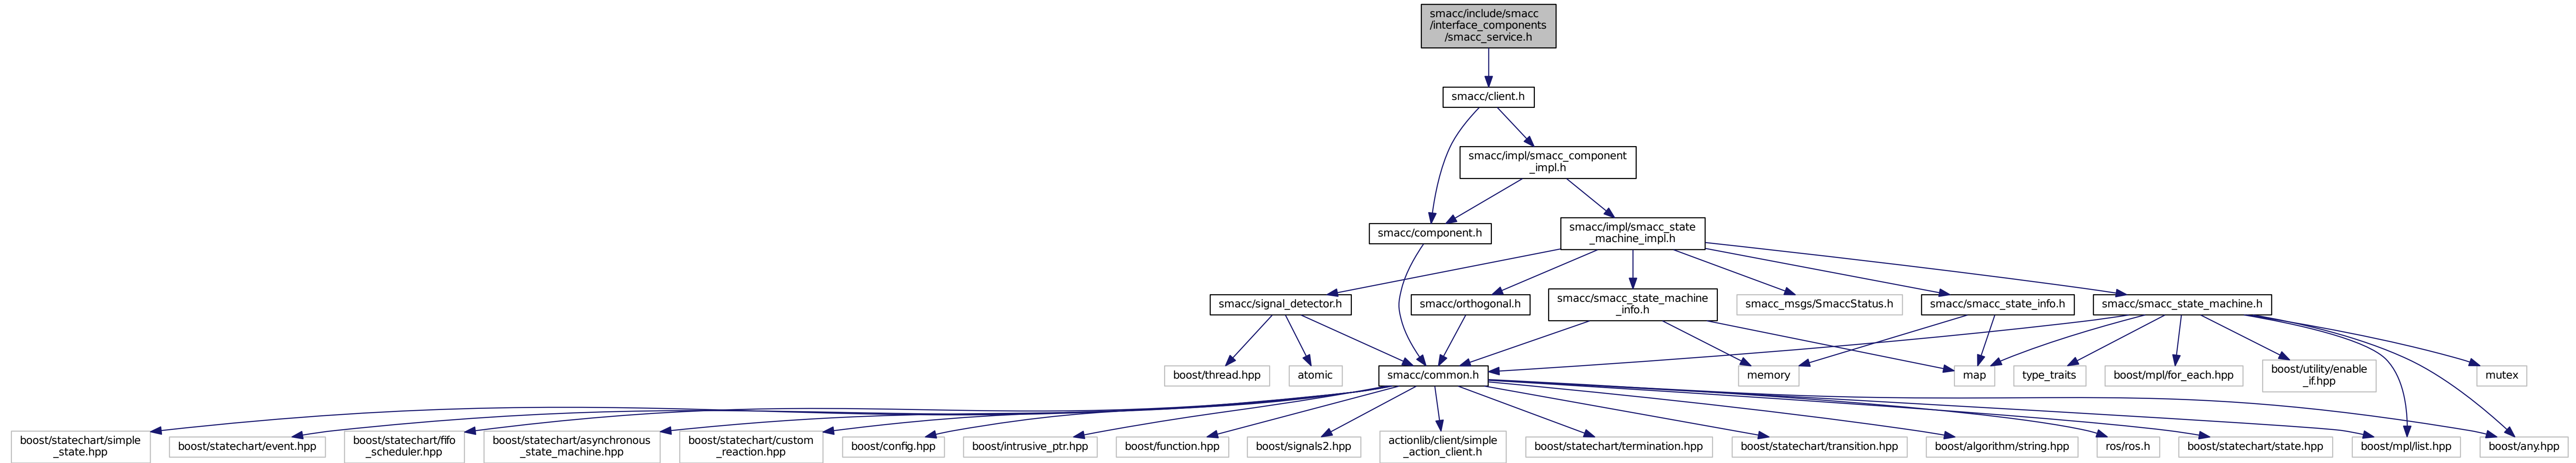 smacc/include/smacc
/interface_components
/smacc_service.h
smacc/client.h
smacc/impl/smacc_component
_impl.h
smacc/component.h
smacc/impl/smacc_state
_machine_impl.h
smacc/signal_detector.h
smacc/orthogonal.h
smacc/smacc_state_machine
_info.h
smacc_msgs/SmaccStatus.h
smacc/smacc_state_info.h
smacc/smacc_state_machine.h
boost/thread.hpp
atomic
smacc/common.h
memory
map
type_traits
boost/mpl/for_each.hpp
boost/utility/enable
_if.hpp
mutex
boost/statechart/simple
_state.hpp
boost/statechart/event.hpp
boost/statechart/fifo
_scheduler.hpp
boost/statechart/asynchronous
_state_machine.hpp
boost/statechart/custom
_reaction.hpp
boost/config.hpp
boost/intrusive_ptr.hpp
boost/function.hpp
boost/signals2.hpp
actionlib/client/simple
_action_client.h
boost/statechart/termination.hpp
boost/statechart/transition.hpp
boost/algorithm/string.hpp
ros/ros.h
boost/statechart/state.hpp
boost/mpl/list.hpp
boost/any.hpp